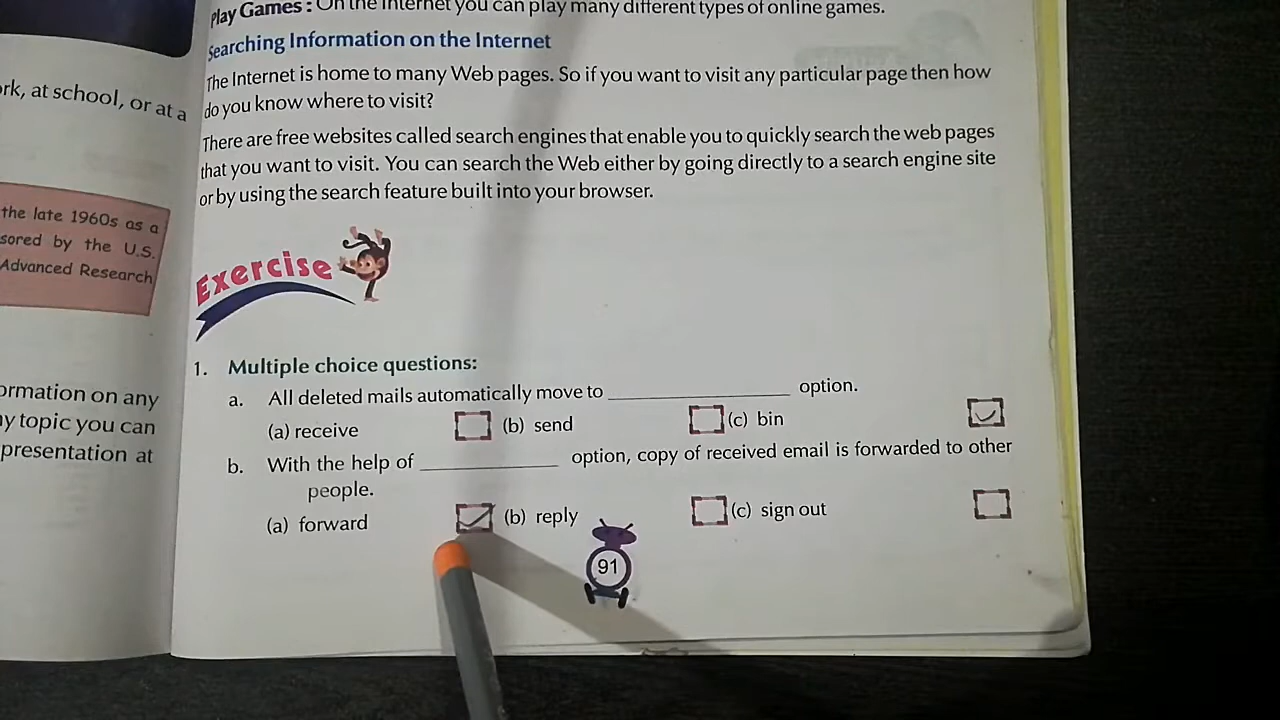 rk, at school, or at a
the late 1960s as a
sored by the U.S.
Advanced Research
ormation on any
y topic you can
presentation at
Play Games : On the Internet you can play many different types of online games.
Searching Information on the Internet
The Internet is home to many Web pages. So if you want to visit any particular page then how
do you know where to visit?
There are free websites called search engines that enable you to quickly search the web pages
that you want to visit. You can search the Web either by going directly to a search engine site
or by using the search feature built into your browser.
Exercise
1. Multiple choice questions:
a. All deleted mails automatically move to ____________ option.
(a) receive (b) send (c) bin
b. With the help of ____________ option, copy of received email is forwarded to other
people.
(a) forward (b) reply (c) sign out
91